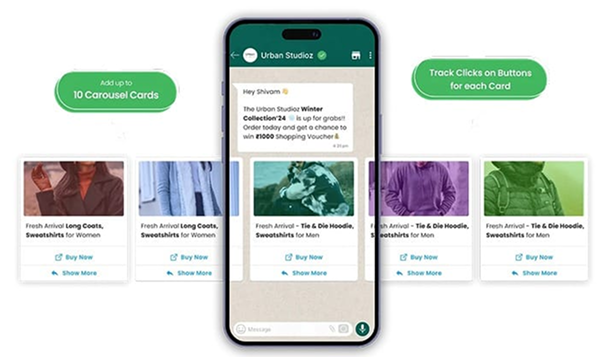 Add up to
10 Carousel Cards
Track Clicks on Buttons
for each Card
Urban Studioz
Hey Shivam 👋
The Urban Studioz Winter
Collection'24 ❄️ is up for grabs!!
Order today and get a chance to
win ₹1000 Shopping Voucher
Fresh Arrival Long Coats,
Sweatshirts for Women
Buy Now
Show More
Fresh Arrival Long Coats,
Sweatshirts for Women
Buy Now
Show More
Fresh Arrival - Tie & Die Hoodie,
Sweatshirts for Men
Buy Now
Show More
Fresh Arrival - Tie & Die Hoodie,
Sweatshirts for Men
Buy Now
Show More
Fresh Arrival - Tie & Die Hoodie,
Sweatshirts for Men
Buy Now
Show More
Message